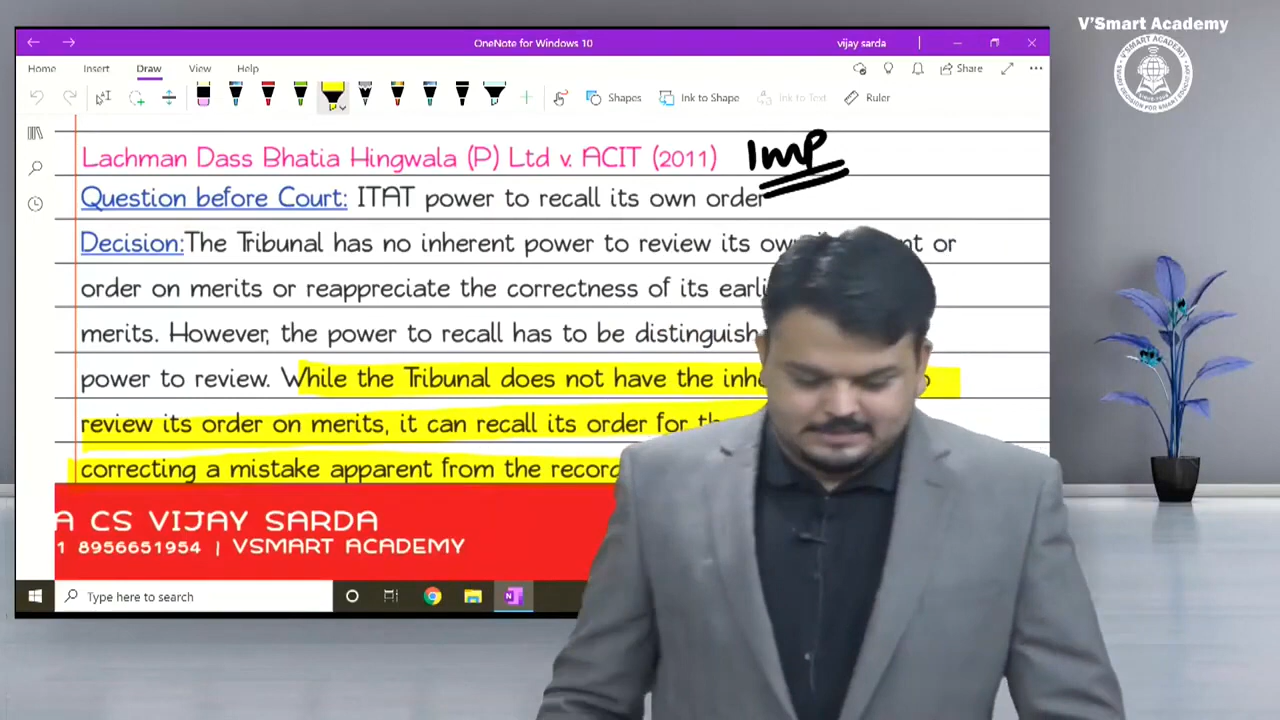 V'Smart Academy
OneNote for Windows 10
vijay sarda
Home Insert Draw View Help
Share
Shapes Ink to Shape Ink to Text Ruler
Lachman Dass Bhatia Hingwala (P) Ltd v. ACIT (2011) Imp
Question before Court: ITAT power to recall its own order
Decision:The Tribunal has no inherent power to review its or
order on merits or reappreciate the correctness of its
merits. However, the power to recall has to be
power to review. While the Tribunal does not have the
review its order on merits, it can recall its order for
correcting a mistake apparent from the record
A CS VIJAY SARDA
1 8956651954 | VSMART ACADEMY
Type here to search